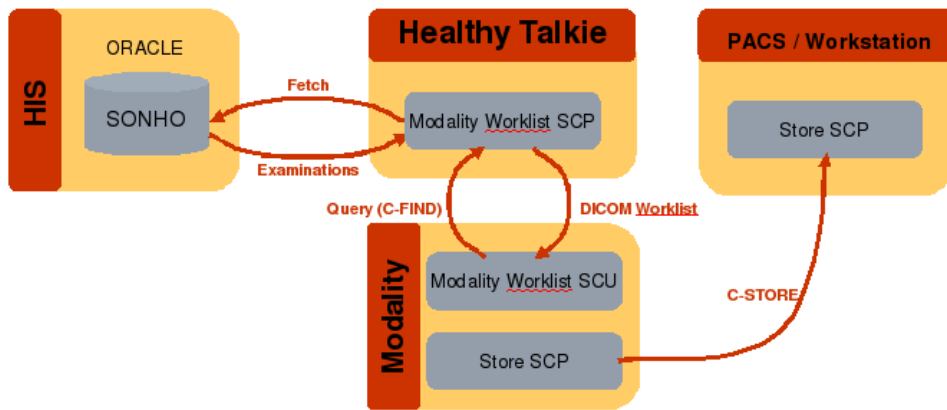 HIS
ORACLE
SONHO
Fetch
Examinations
Healthy Talkie
Modality Worklist SCP
Query (C-FIND)
DICOM Worklist
Modality
Modality Worklist SCU
Store SCP
C-STORE
PACS / Workstation
Store SCP